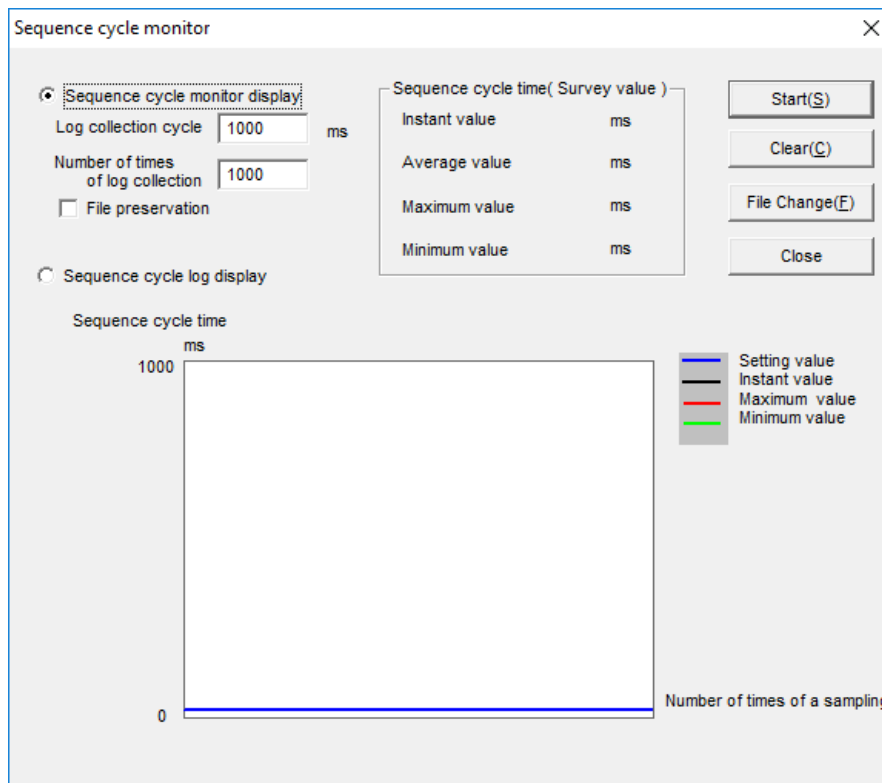 Sequence cycle monitor
Sequence cycle monitor display
Log collection cycle 1000 ms
Number of times
of log collection 1000
File preservation
Sequence cycle log display
Sequence cycle time( Survey value )
Instant value ms
Average value ms
Maximum value ms
Minimum value ms
Start(S)
Clear(C)
File Change(F)
Close
Sequence cycle time
ms
1000
0
Setting value
Instant value
Maximum value
Minimum value
Number of times of a sampling